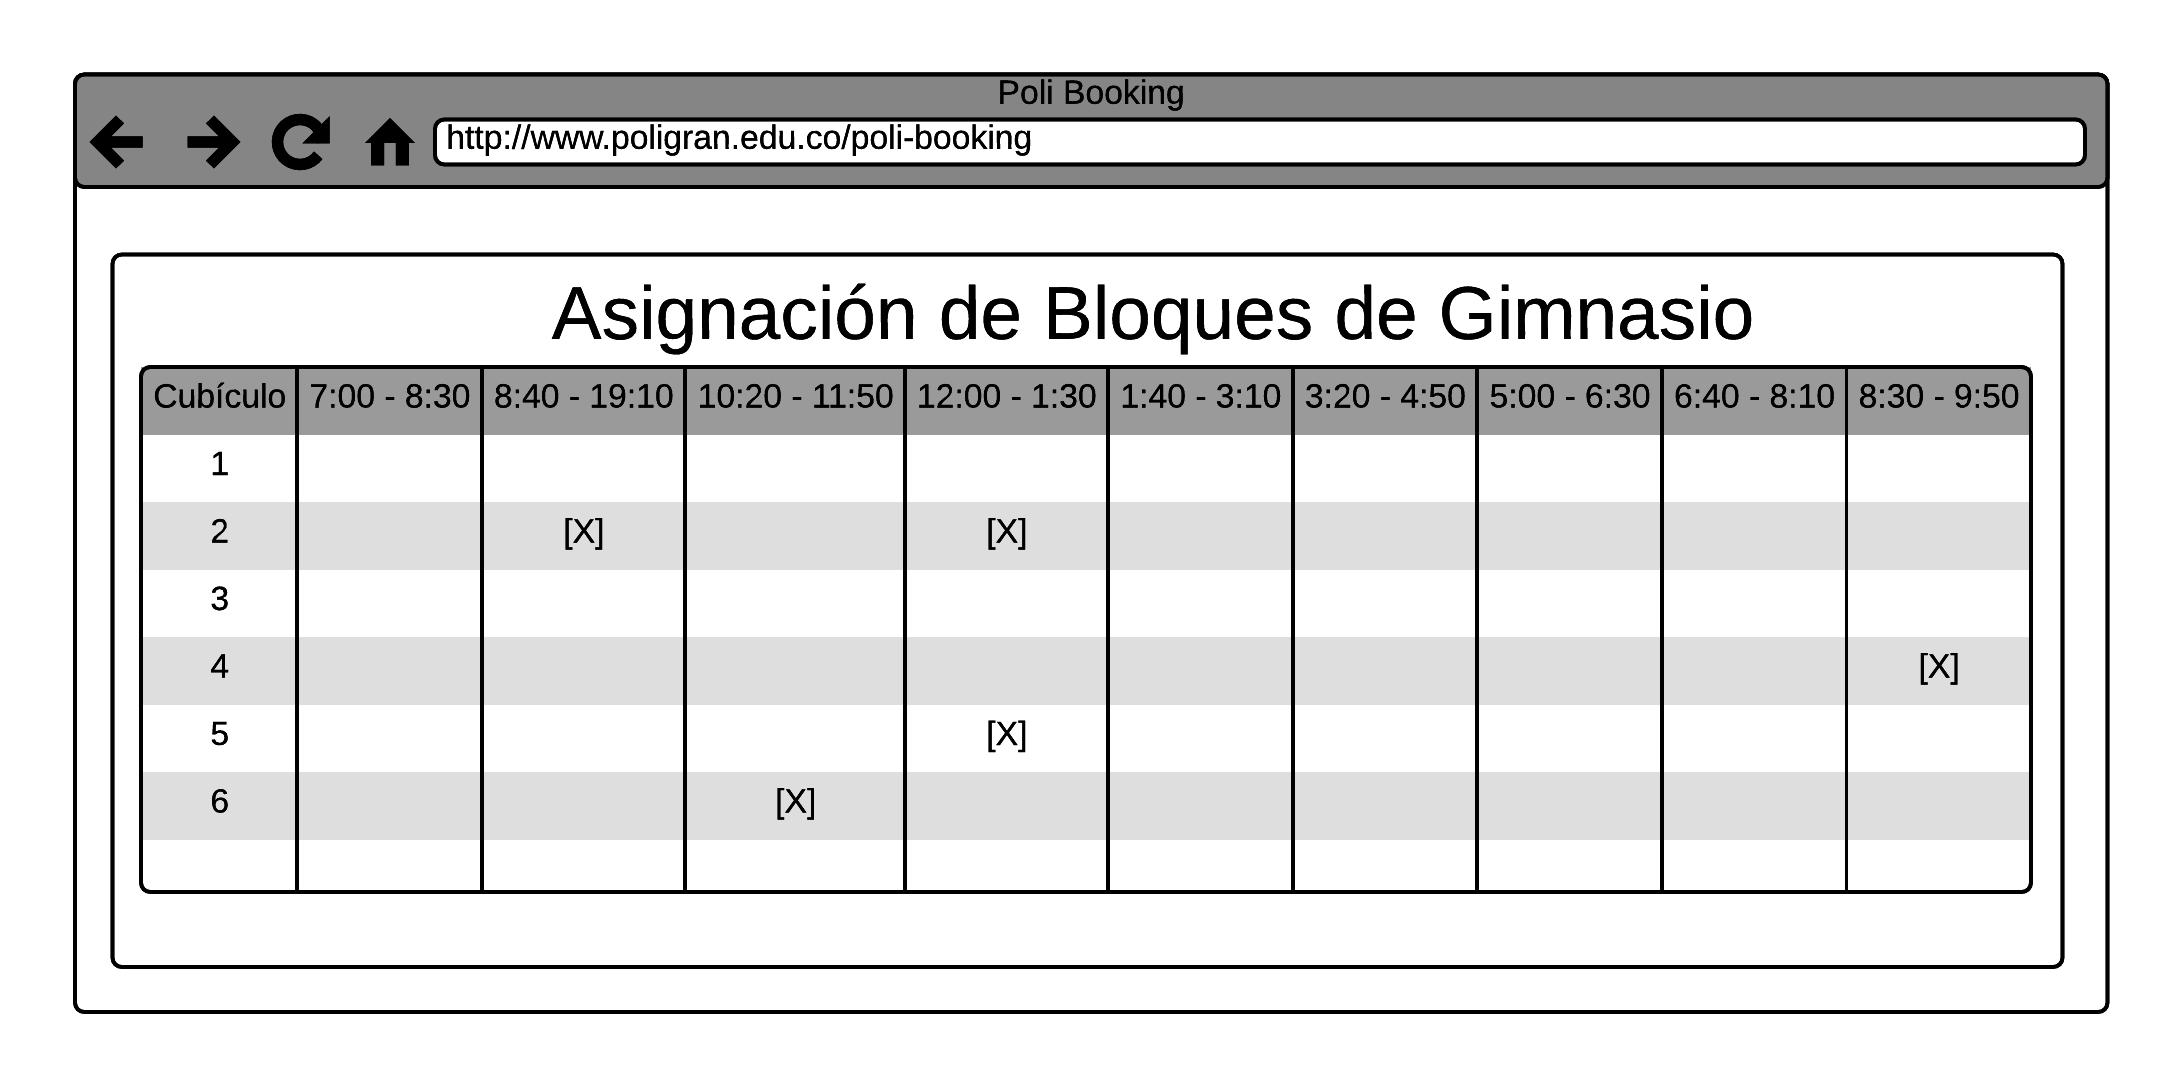 Poli Booking
http://www.poligran.edu.co/poli-booking
Asignación de Bloques de Gimnasio
Cubículo 7:00 - 8:30 8:40 - 19:10 10:20 - 11:50 12:00 - 1:30 1:40 - 3:10 3:20 - 4:50 5:00 - 6:30 6:40 - 8:10 8:30 - 9:50
1
2 [X] [X]
3
4 [X]
5 [X]
6 [X]